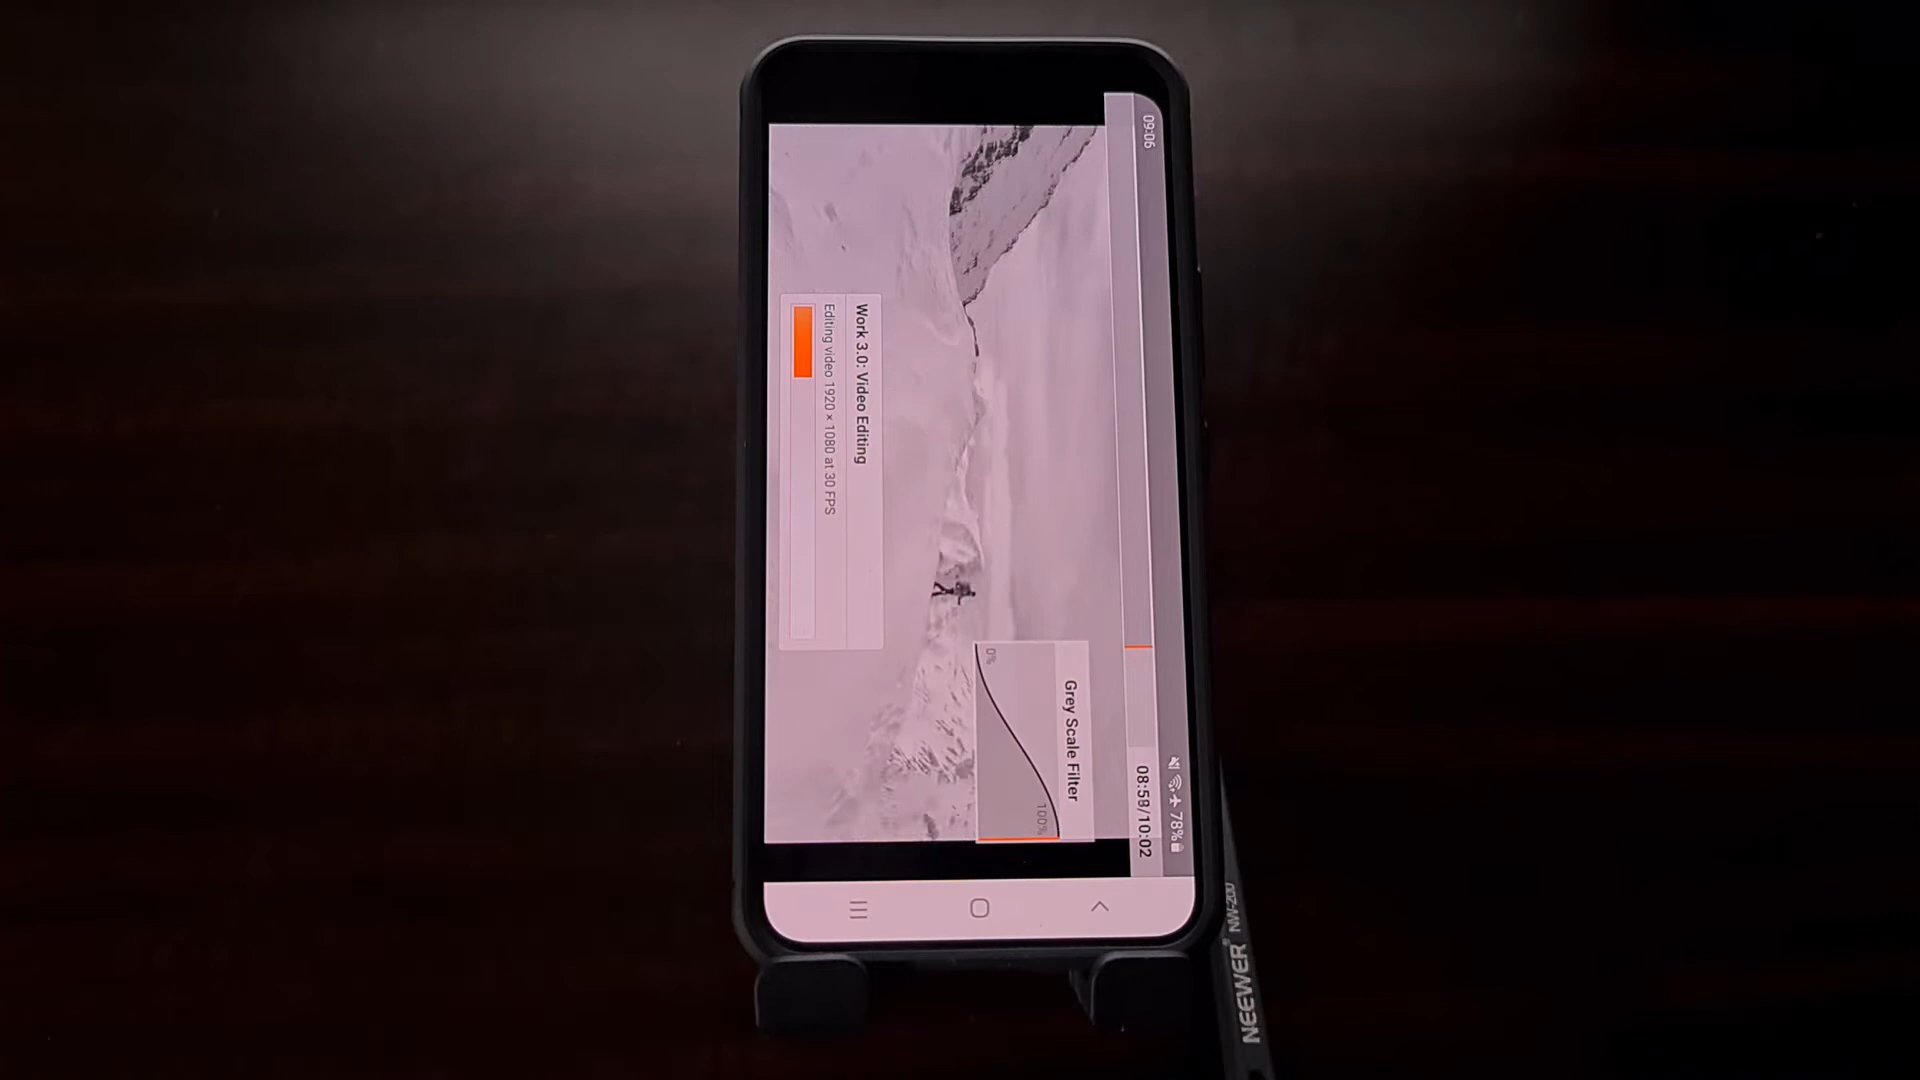 09:06
78%
08:58/10:02
Grey Scale Filter
0%
100%
Work 3.0: Video Editing
Editing video 1920 × 1080 at 30 FPS
NEEWER® NW-200